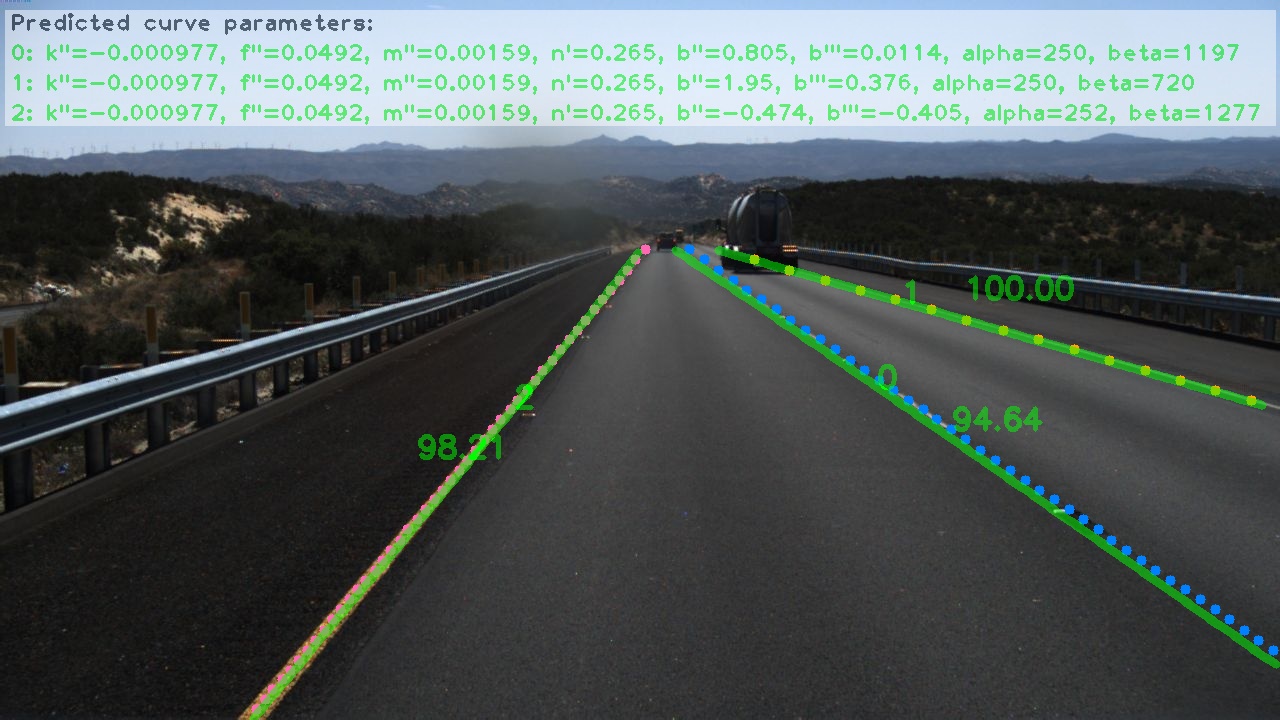 Predicted curve parameters:
0: k''=-0.000977, f''=0.0492, m''=0.00159, n'=0.265, b''=0.805, b'''=0.0114, alpha=250, beta=1197
1: k''=-0.000977, f''=0.0492, m''=0.00159, n'=0.265, b''=1.95, b'''=0.376, alpha=250, beta=720
2: k''=-0.000977, f''=0.0492, m''=0.00159, n'=0.265, b''=-0.474, b'''=-0.405, alpha=252, beta=1277
1 100.00
0
2
94.64
98.21